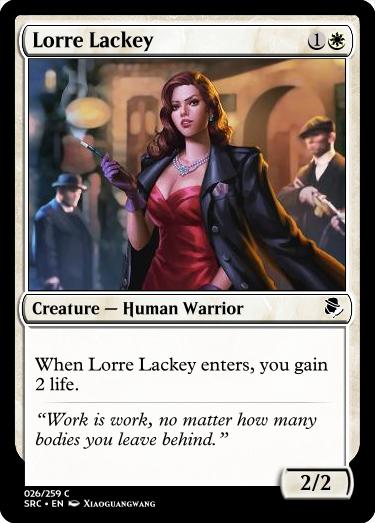 Lorre Lackey 1
Creature — Human Warrior
When Lorre Lackey enters, you gain
2 life.
“Work is work, no matter how many
bodies you leave behind.”
2/2
026/259 C
SRC • EN XIAOGUANGWANG